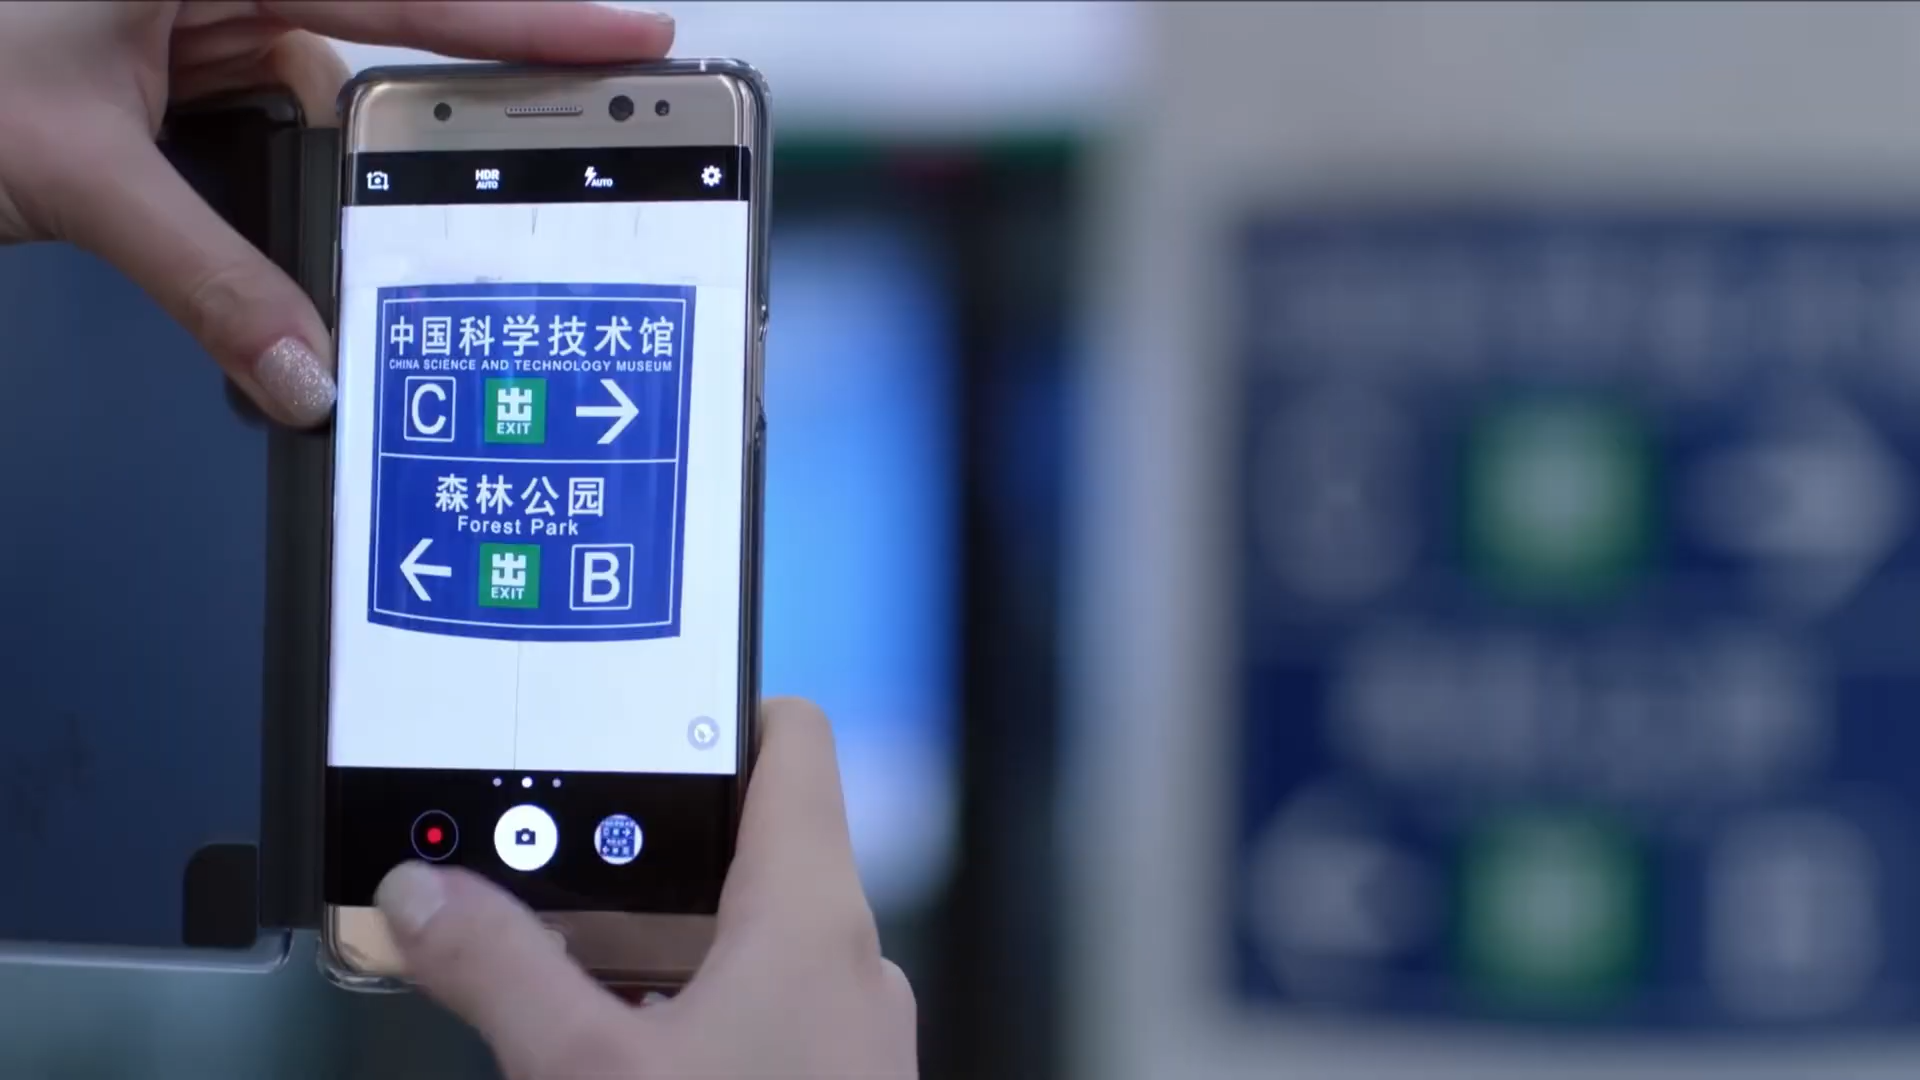 HDR
AUTO
AUTO
中国科学技术馆
CHINA SCIENCE AND TECHNOLOGY MUSEUM
C 出 →
EXIT
森林公园
Forest Park
← 出 B
EXIT